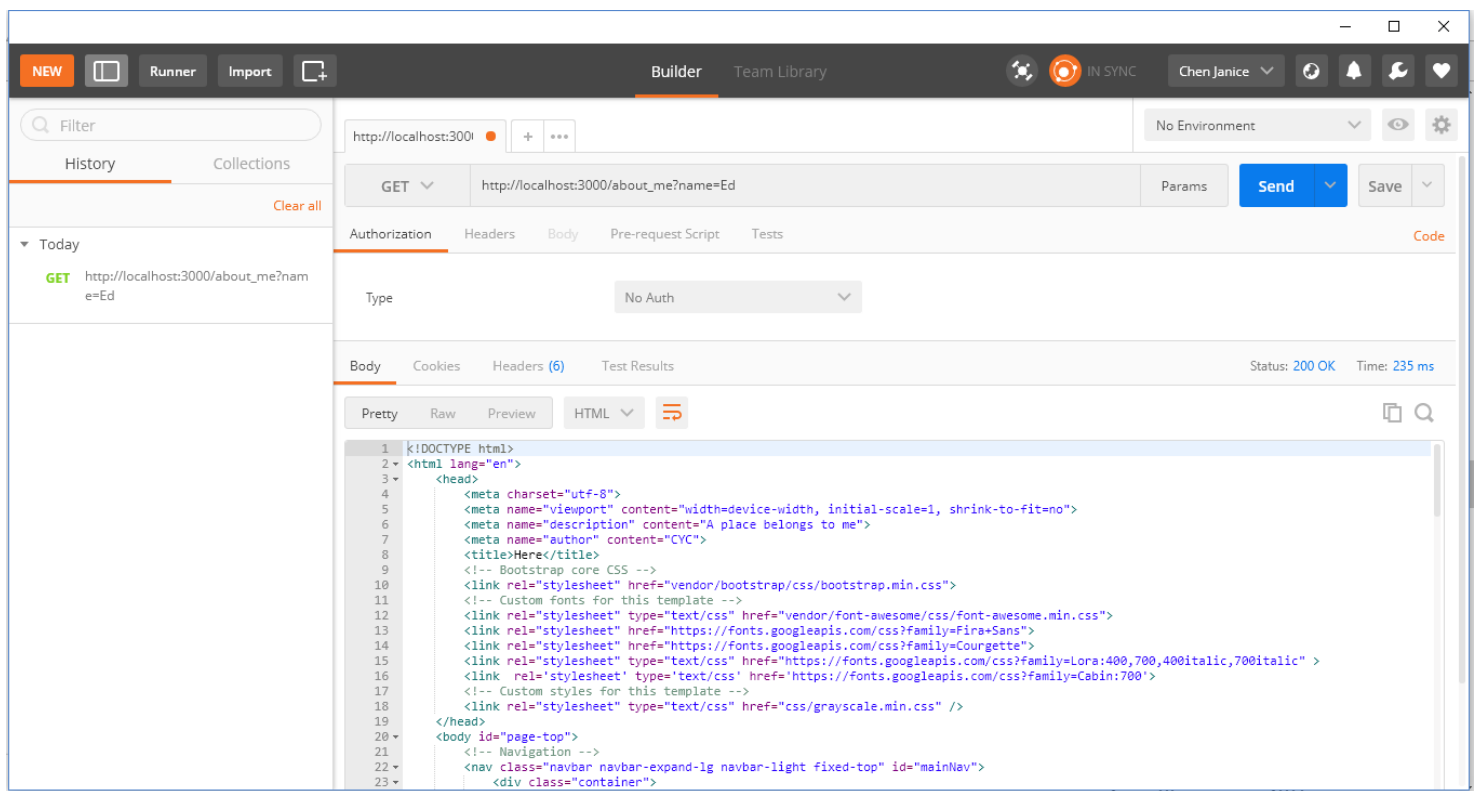 NEW Runner Import Builder Team Library IN SYNC Chen Janice
Filter
History Collections
Clear all
Today
GET http://localhost:3000/about_me?nam
e=Ed
http://localhost:300 + ••• No Environment
GET http://localhost:3000/about_me?name=Ed Params Send Save
Authorization Headers Body Pre-request Script Tests Code
Type No Auth
Body Cookies Headers (6) Test Results Status: 200 OK Time: 235 ms
Pretty Raw Preview HTML
1 <!DOCTYPE html>
2 <html lang="en">
3 <head>
4 <meta charset="utf-8">
5 <meta name="viewport" content="width=device-width, initial-scale=1, shrink-to-fit=no">
6 <meta name="description" content="A place belongs to me">
7 <meta name="author" content="CYC">
8 <title>Here</title>
9 <!-- Bootstrap core CSS -->
10 <link rel="stylesheet" href="vendor/bootstrap/css/bootstrap.min.css">
11 <!-- Custom fonts for this template -->
12 <link rel="stylesheet" type="text/css" href="vendor/font-awesome/css/font-awesome.min.css">
13 <link rel="stylesheet" href="https://fonts.googleapis.com/css?family=Fira+Sans">
14 <link rel="stylesheet" href="https://fonts.googleapis.com/css?family=Courgette">
15 <link rel="stylesheet" type="text/css" href="https://fonts.googleapis.com/css?family=Lora:400,700,400italic,700italic" >
16 <link  rel='stylesheet' type='text/css' href='https://fonts.googleapis.com/css?family=Cabin:700'>
17 <!-- Custom styles for this template -->
18 <link rel="stylesheet" type="text/css" href="css/grayscale.min.css" />
19 </head>
20 <body id="page-top">
21 <!-- Navigation -->
22 <nav class="navbar navbar-expand-lg navbar-light fixed-top" id="mainNav">
23 <div class="container">